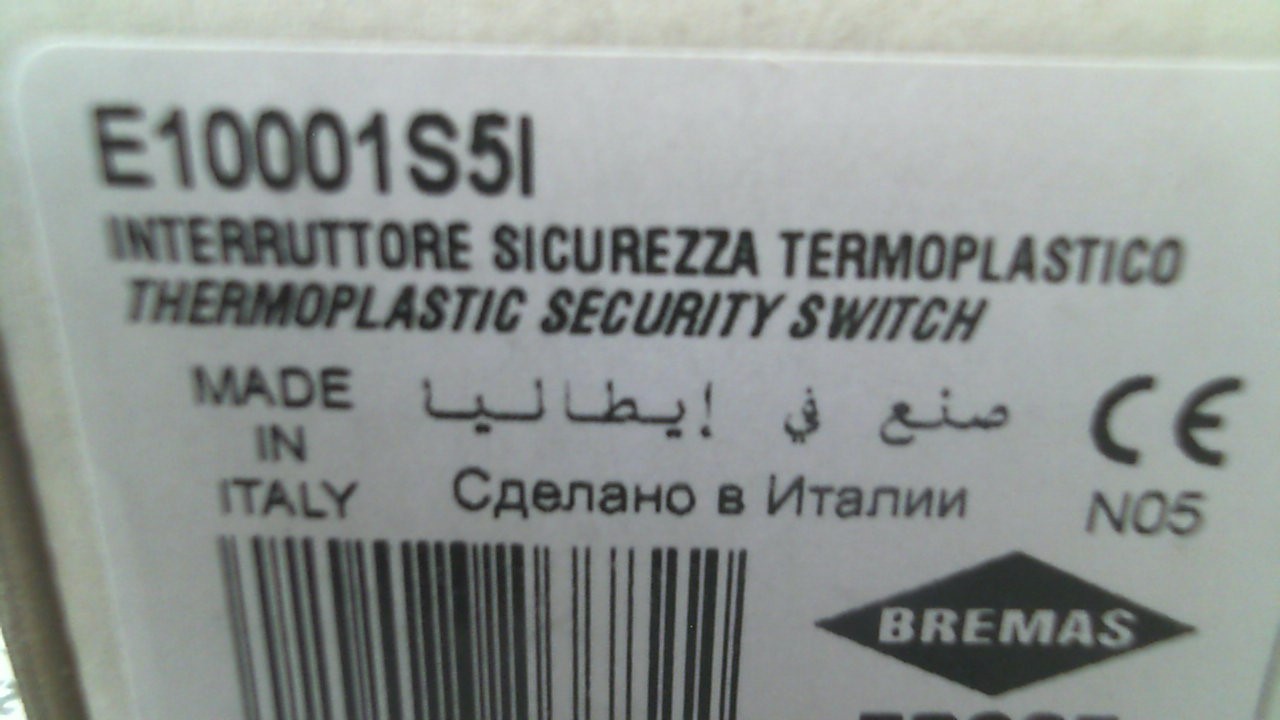 E10001S5I
INTERRUTTORE SICUREZZA TERMOPLASTICO
THERMOPLASTIC SECURITY SWITCH
MADE
IN
ITALY
صنع في إيطاليا
Сделано в Италии
CE
N05
BREMAS